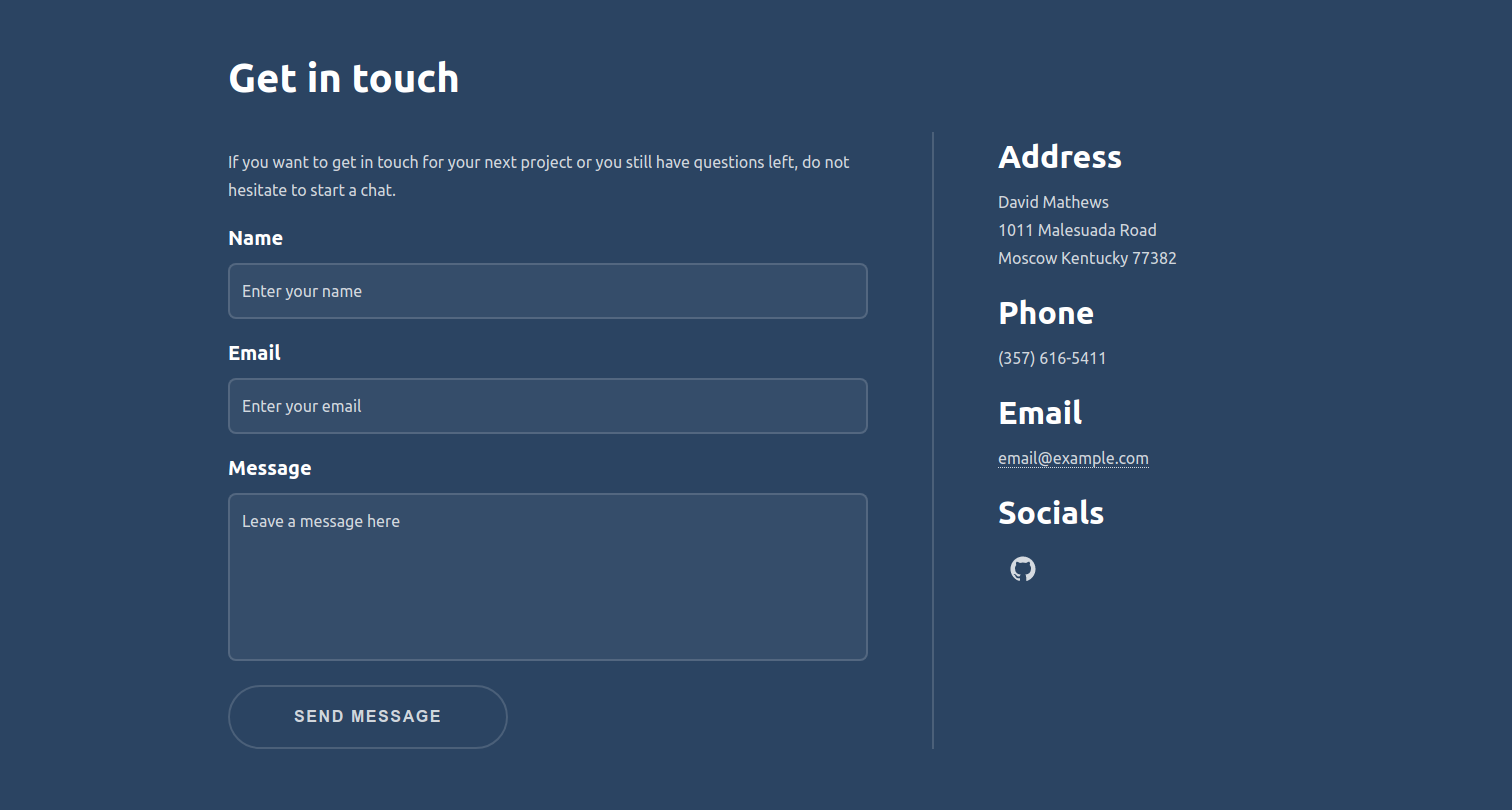 Get in touch
If you want to get in touch for your next project or you still have questions left, do not
hesitate to start a chat.
Name
Enter your name
Email
Enter your email
Message
Leave a message here
SEND MESSAGE
Address
David Mathews
1011 Malesuada Road
Moscow Kentucky 77382
Phone
(357) 616-5411
Email
email@example.com
Socials